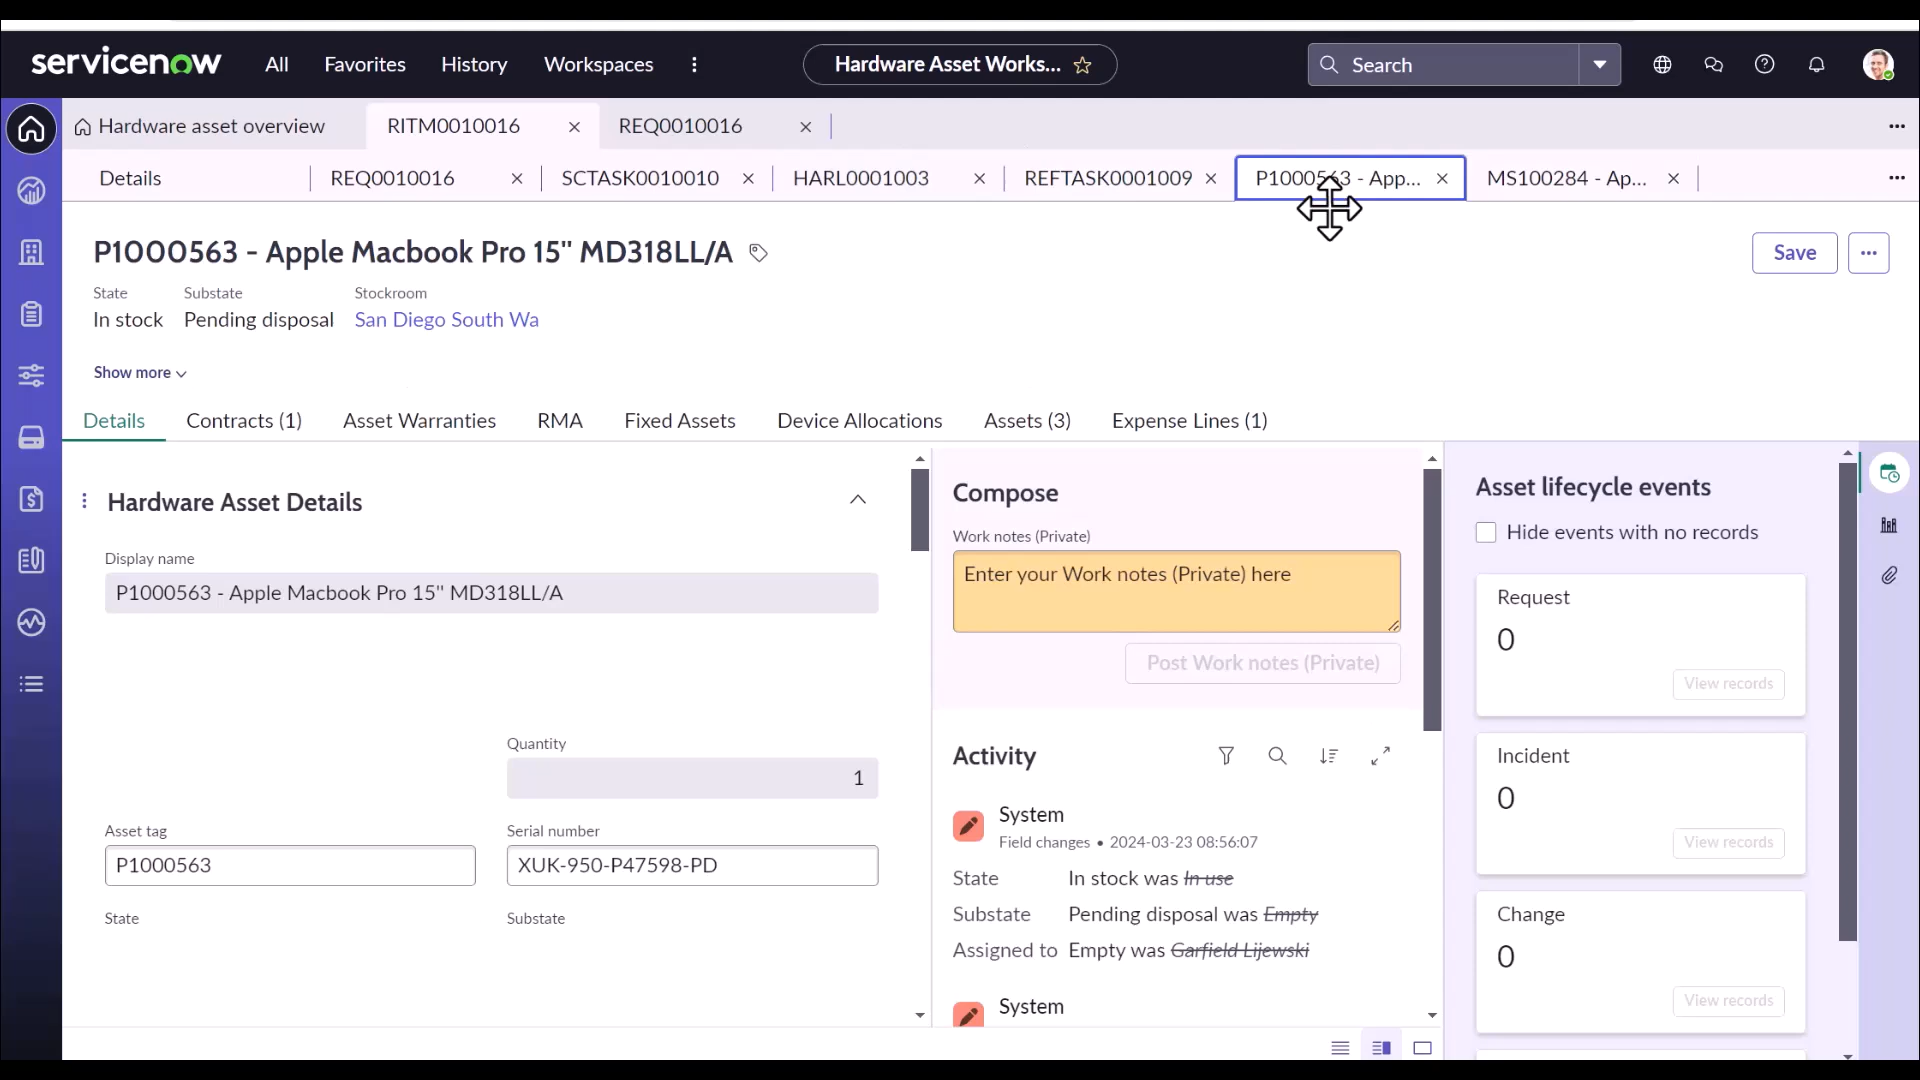 servicenow All Favorites History Workspaces Hardware Asset Works... Search
Hardware asset overview RITM0010016 REQ0010016
Details REQ0010016 SCTASK0010010 HARL0001003 REFTASK0001009 P1000563 - App... MS100284 - Ap...
P1000563 - Apple Macbook Pro 15" MD318LL/A
Save
State Substate Stockroom
In stock Pending disposal San Diego South Wa
Show more
Details Contracts (1) Asset Warranties RMA Fixed Assets Device Allocations Assets (3) Expense Lines (1)
Hardware Asset Details
Display name
P1000563 - Apple Macbook Pro 15" MD318LL/A
Quantity
1
Asset tag Serial number
P1000563 XUK-950-P47598-PD
State Substate
Compose
Work notes (Private)
Enter your Work notes (Private) here
Post Work notes (Private)
Activity
System
Field changes • 2024-03-23 08:56:07
State In stock was In use
Substate Pending disposal was Empty
Assigned to Empty was Garfield Lijewski
System
Asset lifecycle events
Hide events with no records
Request
0
View records
Incident
0
View records
Change
0
View records